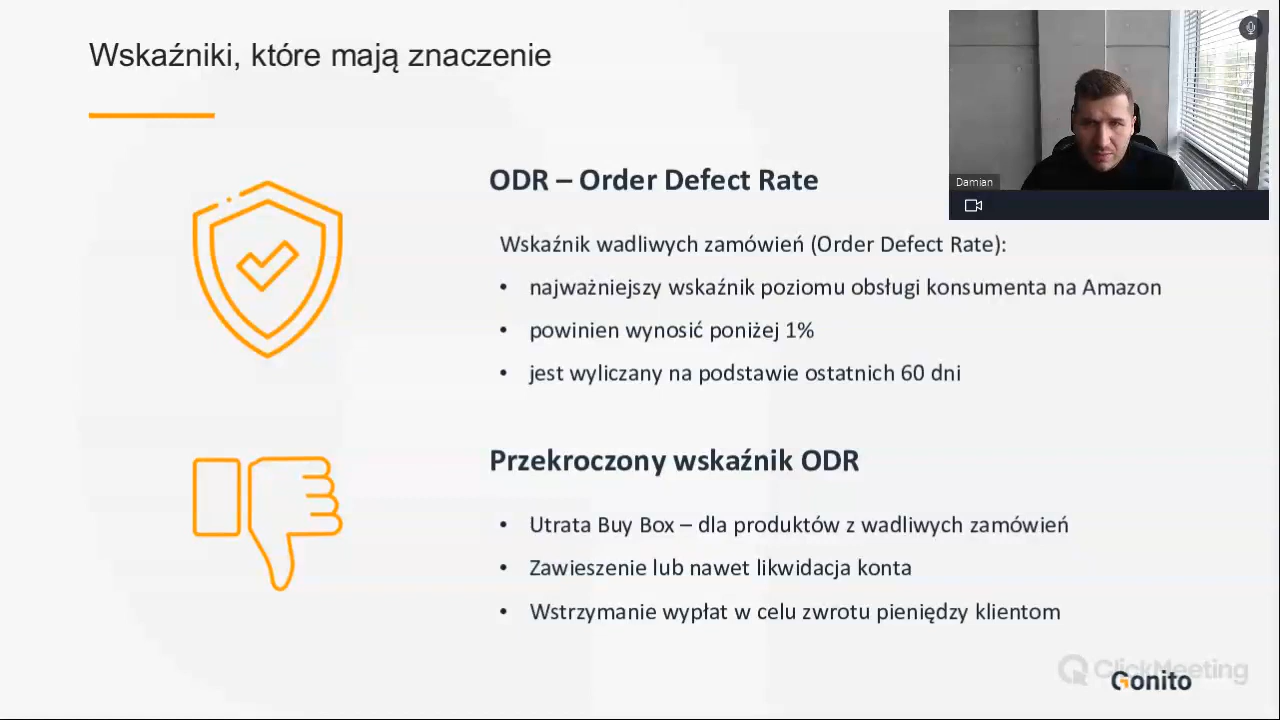 Wskaźniki, które mają znaczenie
Damian
ODR – Order Defect Rate
Wskaźnik wadliwych zamówień (Order Defect Rate):
• najważniejszy wskaźnik poziomu obsługi konsumenta na Amazon
• powinien wynosić poniżej 1%
• jest wyliczany na podstawie ostatnich 60 dni
Przekroczony wskaźnik ODR
• Utrata Buy Box – dla produktów z wadliwych zamówień
• Zawieszenie lub nawet likwidacja konta
• Wstrzymanie wypłat w celu zwrotu pieniędzy klientom
ClickMeeting
Gonito